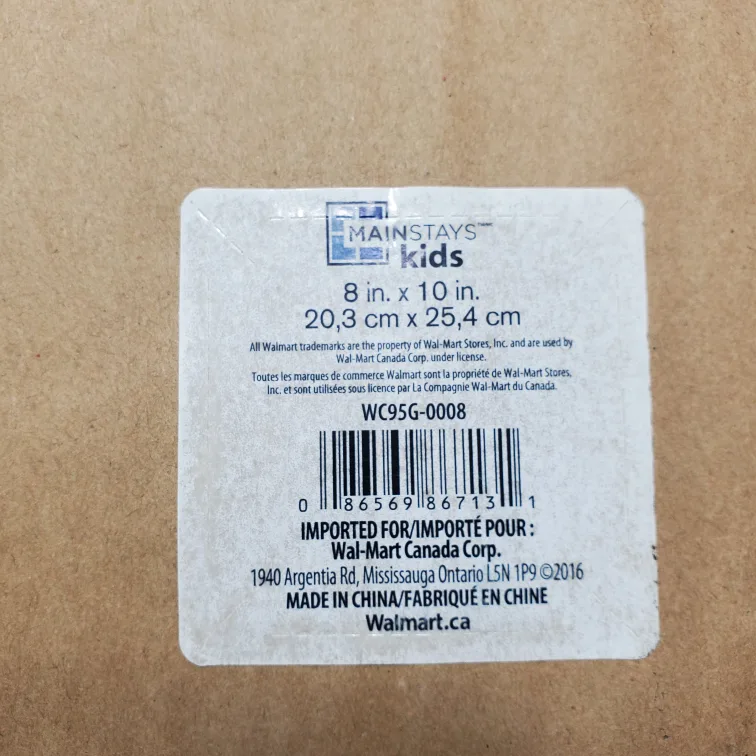 MAINSTAYS™
kids
8 in. x 10 in.
20,3 cm x 25,4 cm
All Walmart trademarks are the property of Wal-Mart Stores, Inc. and are used by
Wal-Mart Canada Corp. under license.
Toutes les marques de commerce Walmart sont la propriété de Wal-Mart Stores,
Inc. et sont utilisées sous licence par La Compagnie Wal-Mart du Canada.
WC95G-0008
0 86569 86713 1
IMPORTED FOR/IMPORTÉ POUR :
Wal-Mart Canada Corp.
1940 Argentia Rd, Mississauga Ontario L5N 1P9 ©2016
MADE IN CHINA/FABRIQUÉ EN CHINE
Walmart.ca